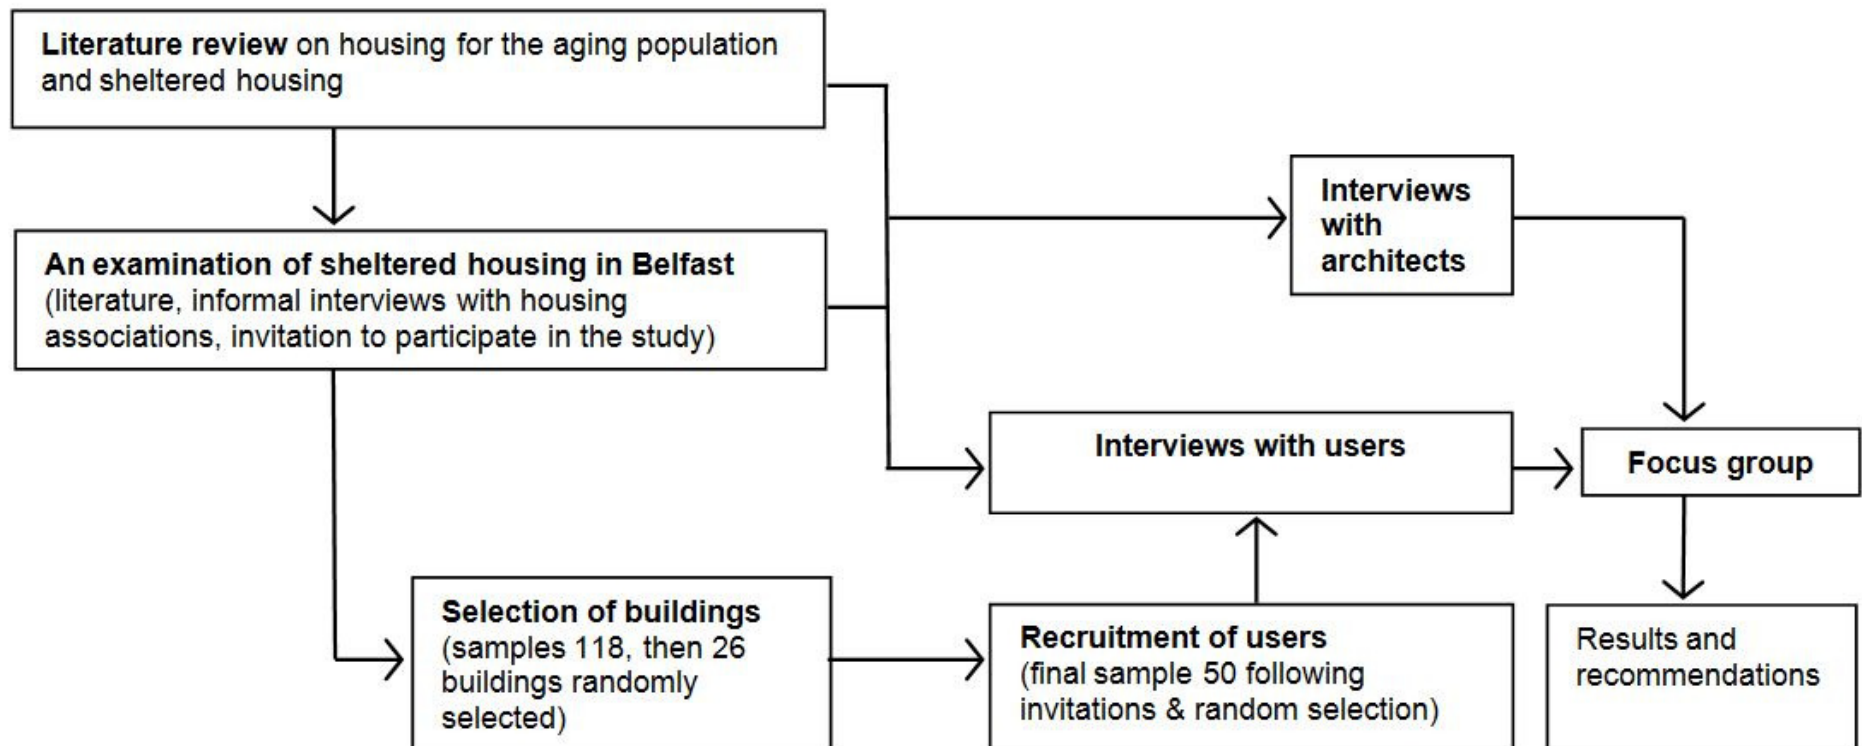 Literature review on housing for the aging population
and sheltered housing
Interviews
with
architects
An examination of sheltered housing in Belfast
(literature, informal interviews with housing
associations, invitation to participate in the study)
Interviews with users
Focus group
Selection of buildings
(samples 118, then 26
buildings randomly
selected)
Recruitment of users
(final sample 50 following
invitations & random selection)
Results and
recommendations